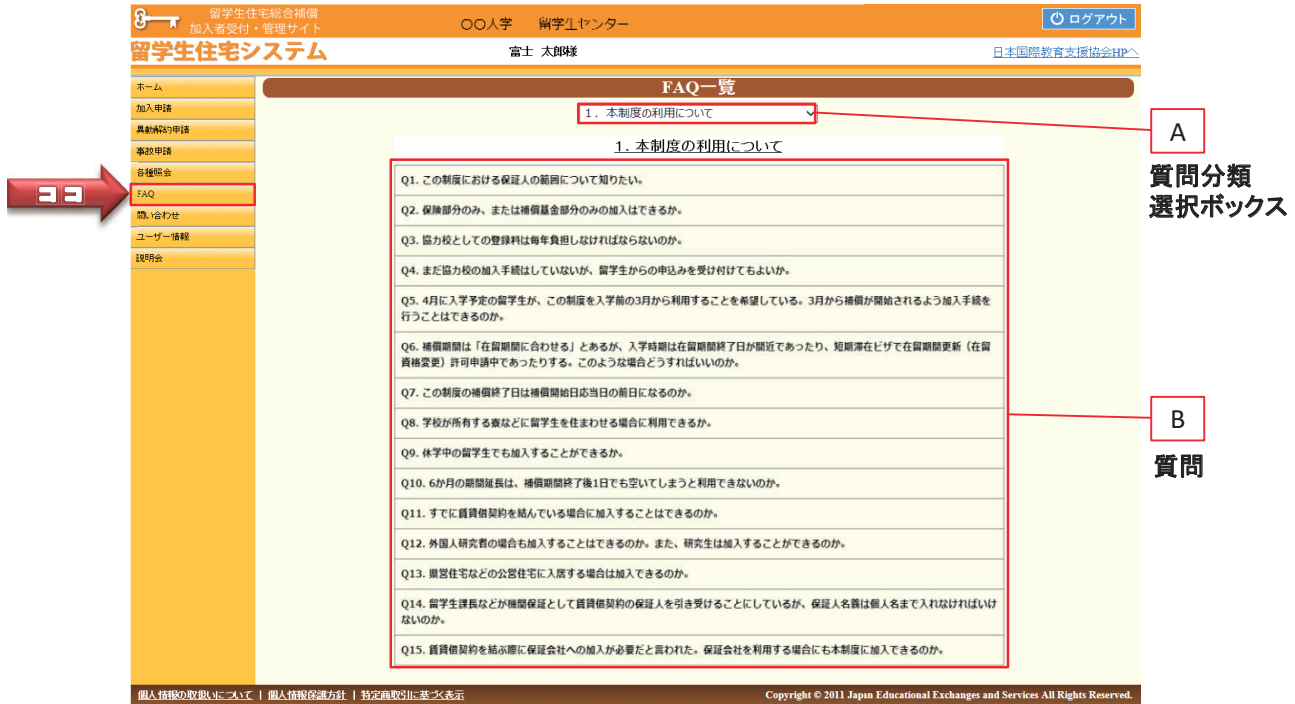 留学生住宅総合補償
加入者受付・管理サイト
〇〇大学 留学生センター
ログアウト
留学生住宅システム
富士 太郎様
日本国際教育支援協会HPへ
ホーム
加入申請
異動解約申請
事故申請
各種照会
FAQ
問い合わせ
ユーザー情報
説明会
ココ
FAQ一覧
1. 本制度の利用について
1. 本制度の利用について
Q1. この制度における保証人の範囲について知りたい。
Q2. 保険部分のみ、または補償基金部分のみの加入はできるか。
Q3. 協力校としての登録料は毎年負担しなければならないのか。
Q4. まだ協力校の加入手続はしていないが、留学生からの申込みを受け付けてもよいか。
Q5. 4月に入学予定の留学生が、この制度を入学前の3月から利用することを希望している。3月から補償が開始されるよう加入手続を
行うことはできるのか。
Q6. 補償期間は「在留期間に合わせる」とあるが、入学時期は在留期間終了日が間近であったり、短期滞在ビザで在留期間更新（在留
資格変更）許可申請中であったりする。このような場合どうすればいいのか。
Q7. この制度の補償終了日は補償開始日応当日の前日になるのか。
Q8. 学校が所有する寮などに留学生を住まわせる場合に利用できるか。
Q9. 休学中の留学生でも加入することができるか。
Q10. 6か月の期間延長は、補償期間終了後1日でも空いてしまうと利用できないのか。
Q11. すでに賃貸借契約を結んでいる場合に加入することはできるのか。
Q12. 外国人研究者の場合も加入することはできるのか。また、研究生は加入することができるのか。
Q13. 県営住宅などの公営住宅に入居する場合は加入できるのか。
Q14. 留学生課長などが機関保証として賃貸借契約の保証人を引き受けることにしているが、保証人名義は個人名まで入れなければいけ
ないのか。
Q15. 賃貸借契約を結ぶ際に保証会社への加入が必要だと言われた。保証会社を利用する場合にも本制度に加入できるのか。
A
質問分類
選択ボックス
B
質問
個人情報の取扱いについて | 個人情報保護方針 | 特定商取引に基づく表示
Copyright © 2011 Japan Educational Exchanges and Services All Rights Reserved.